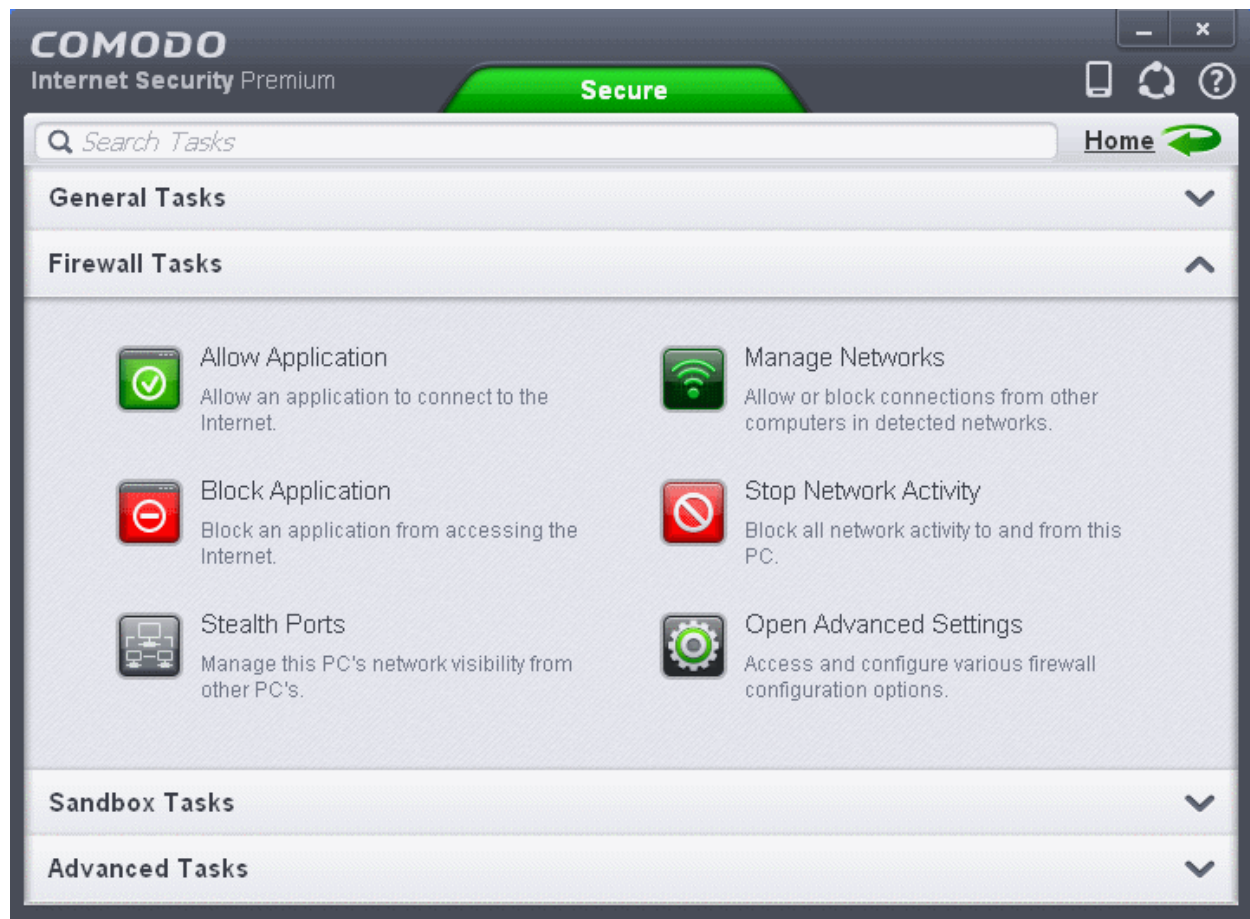 COMODO
Internet Security Premium
Secure
Search Tasks
Home
General Tasks
Firewall Tasks
Allow Application
Allow an application to connect to the
Internet.
Manage Networks
Allow or block connections from other
computers in detected networks.
Block Application
Block an application from accessing the
Internet.
Stop Network Activity
Block all network activity to and from this
PC.
Stealth Ports
Manage this PC's network visibility from
other PC's.
Open Advanced Settings
Access and configure various firewall
configuration options.
Sandbox Tasks
Advanced Tasks